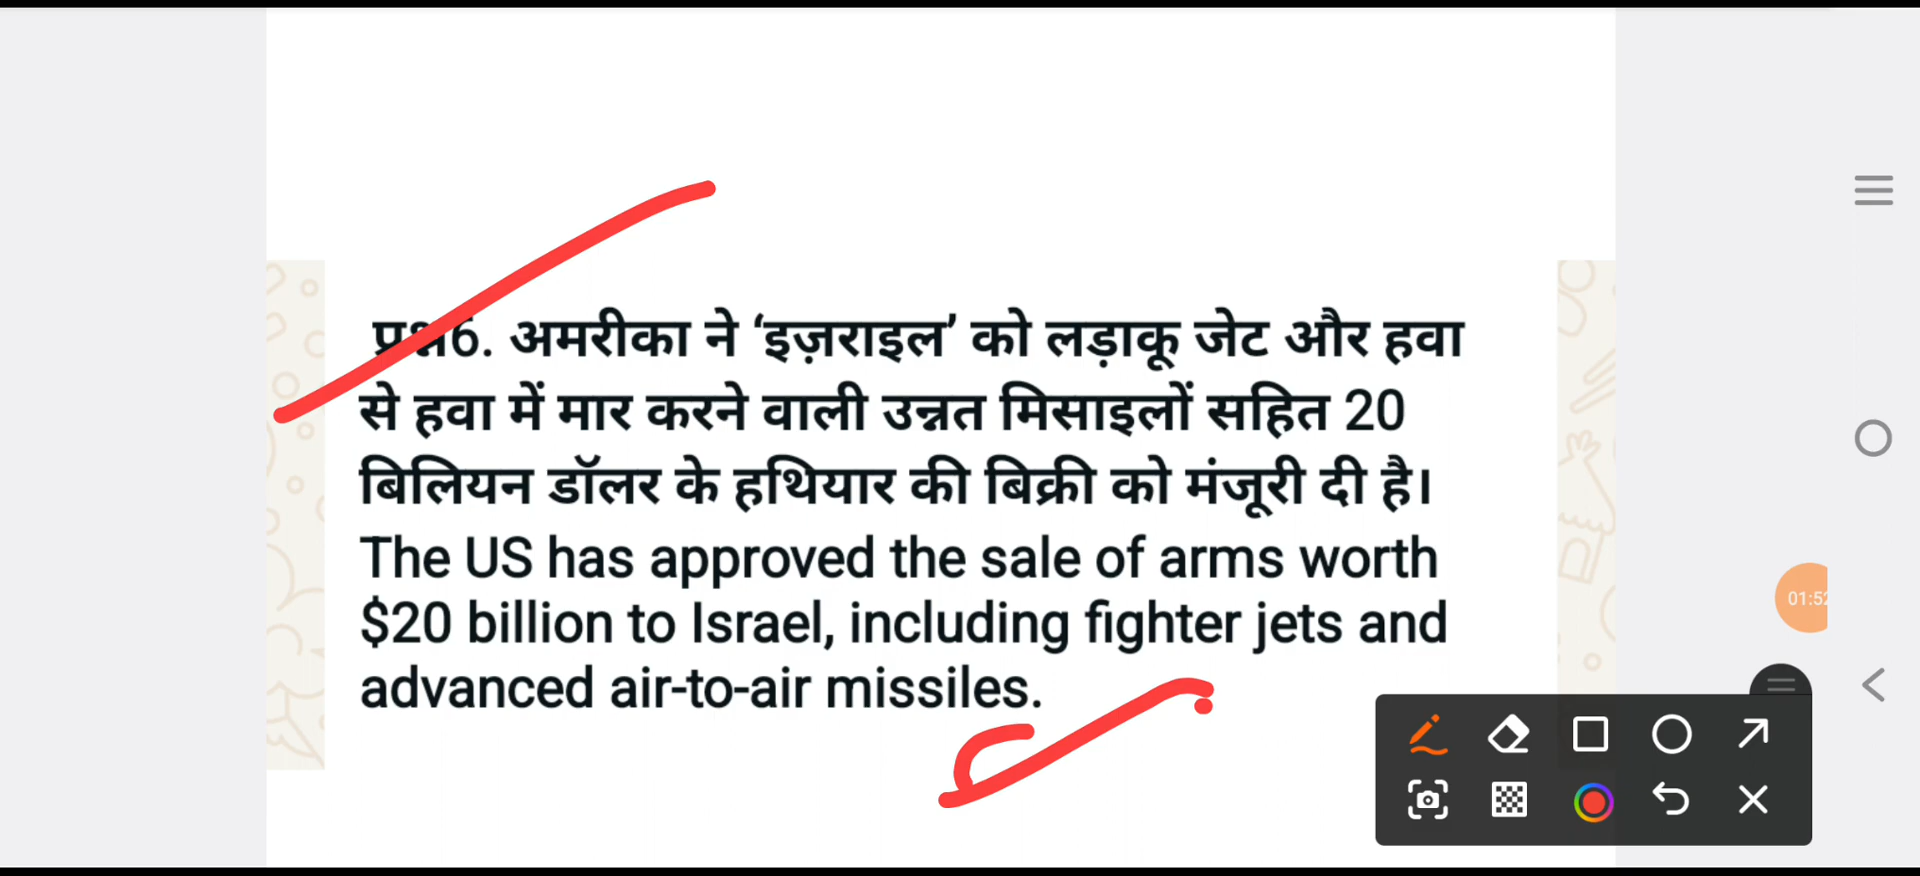 प्रश्न6. अमरीका ने ‘इज़राइल’ को लड़ाकू जेट और हवा
से हवा में मार करने वाली उन्नत मिसाइलों सहित 20
बिलियन डॉलर के हथियार की बिक्री को मंजूरी दी है।
The US has approved the sale of arms worth
$20 billion to Israel, including fighter jets and
advanced air-to-air missiles.
01:52